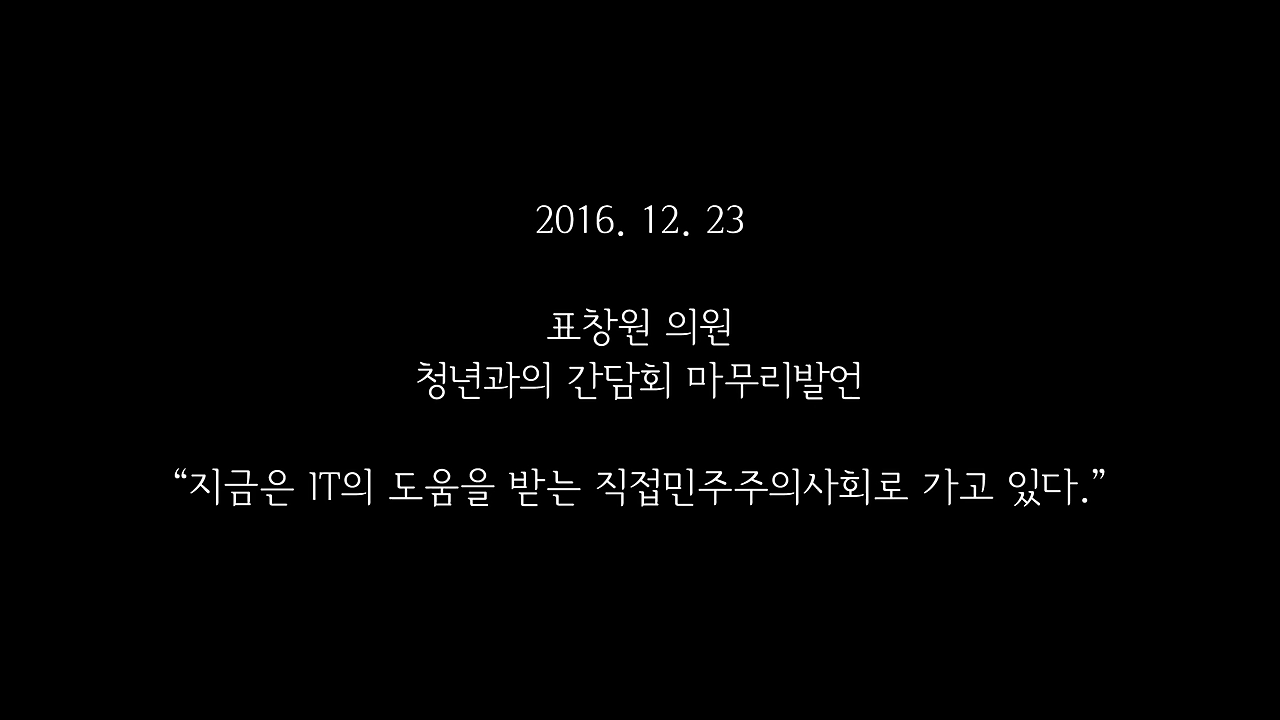 2016. 12. 23
표창원 의원
청년과의 간담회 마무리발언
“지금은 IT의 도움을 받는 직접민주주의사회로 가고 있다.”